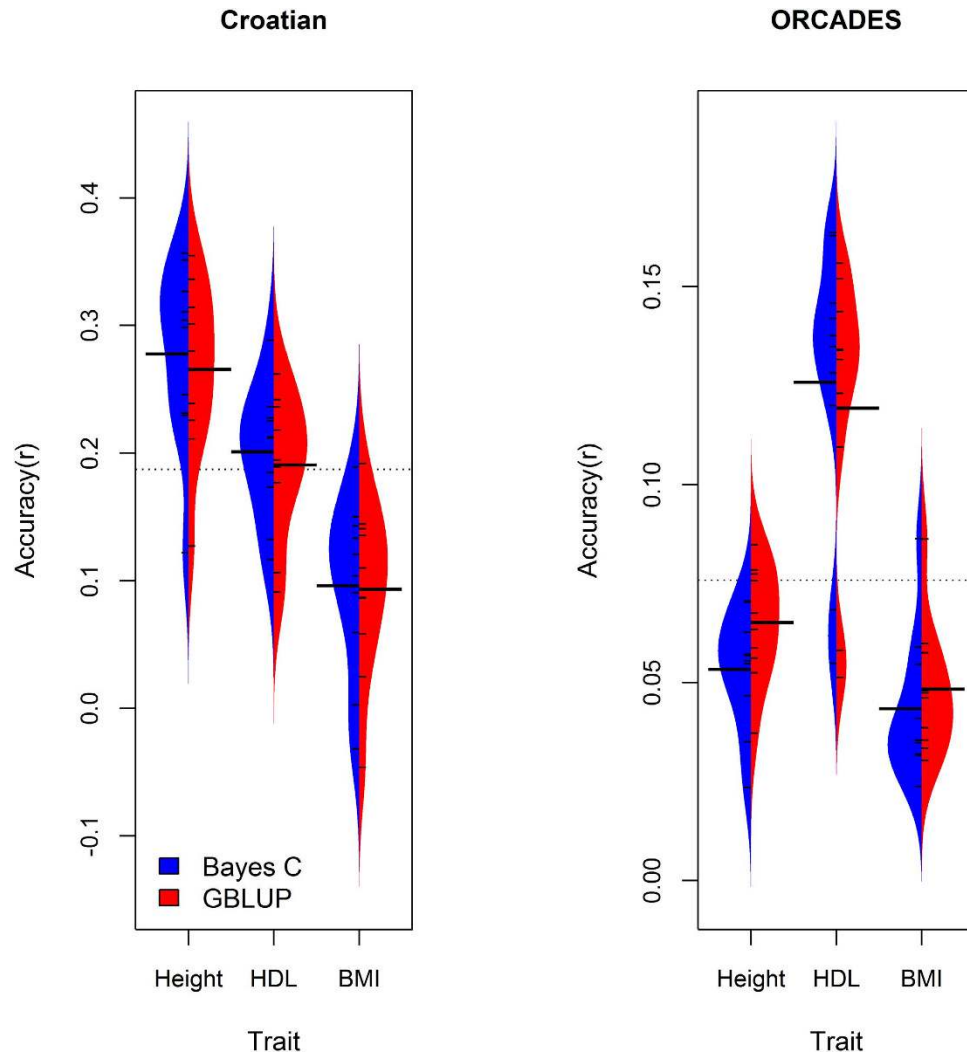 Croatian
ORCADES
Accuracy(r)
0.4
0.3
0.2
0.1
0.0
-0.1
Bayes C
GBLUP
Height HDL BMI
Trait
Accuracy(r)
0.15
0.10
0.05
0.00
Height HDL BMI
Trait